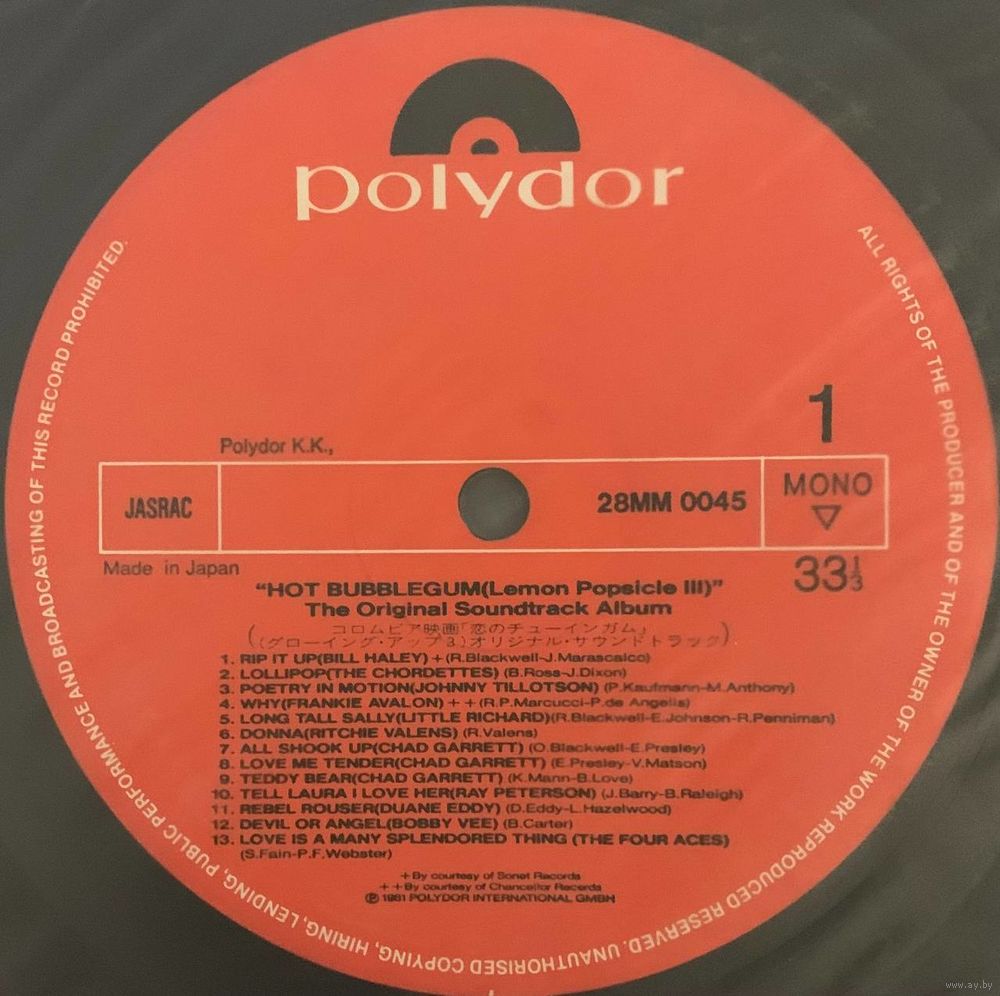 polydor
ALL RIGHTS OF THE PRODUCER AND OF THE OWNER OF THE WORK REPRODUCED RESERVED. UNAUTHORISED COPYING, HIRING, LENDING, PUBLIC PERFORMANCE AND BROADCASTING OF THIS RECORD PROHIBITED.
1
Polydor K.K.,
JASRAC
28MM 0045
MONO
▽
Made in Japan
33 1/3
"HOT BUBBLEGUM(Lemon Popsicle III)"
The Original Soundtrack Album
(コロムビア映画「恋のチューインガム」
(グローイング・アップ3)オリジナル・サウンドトラック)
1. RIP IT UP(BILL HALEY) +(R.Blackwell-J.Marascalco)
2. LOLLIPOP(THE CHORDETTES) (B.Ross-J.Dixon)
3. POETRY IN MOTION(JOHNNY TILLOTSON) (P.Kaufmann-M.Anthony)
4. WHY(FRANKIE AVALON) ++(R.P.Marcucci-P.de Angelis)
5. LONG TALL SALLY(LITTLE RICHARD)(R.Blackwell-E.Johnson-R.Penniman)
6. DONNA(RITCHIE VALENS) (R.Valens)
7. ALL SHOOK UP(CHAD GARRETT) (O.Blackwell-E.Presley)
8. LOVE ME TENDER(CHAD GARRETT) (E.Presley-V.Matson)
9. TEDDY BEAR(CHAD GARRETT) (K.Mann-B.Love)
10. TELL LAURA I LOVE HER(RAY PETERSON) (J.Barry-B.Raleigh)
11. REBEL ROUSER(DUANE EDDY) (D.Eddy-L.Hazelwood)
12. DEVIL OR ANGEL(BOBBY VEE) (B.Carter)
13. LOVE IS A MANY SPLENDORED THING (THE FOUR ACES)
(S.Fain-P.F.Webster)
+By courtesy of Sonet Records
++By courtesy of Chancellor Records
Ⓟ 1981 POLYDOR INTERNATIONAL GMBH
www.ay.by